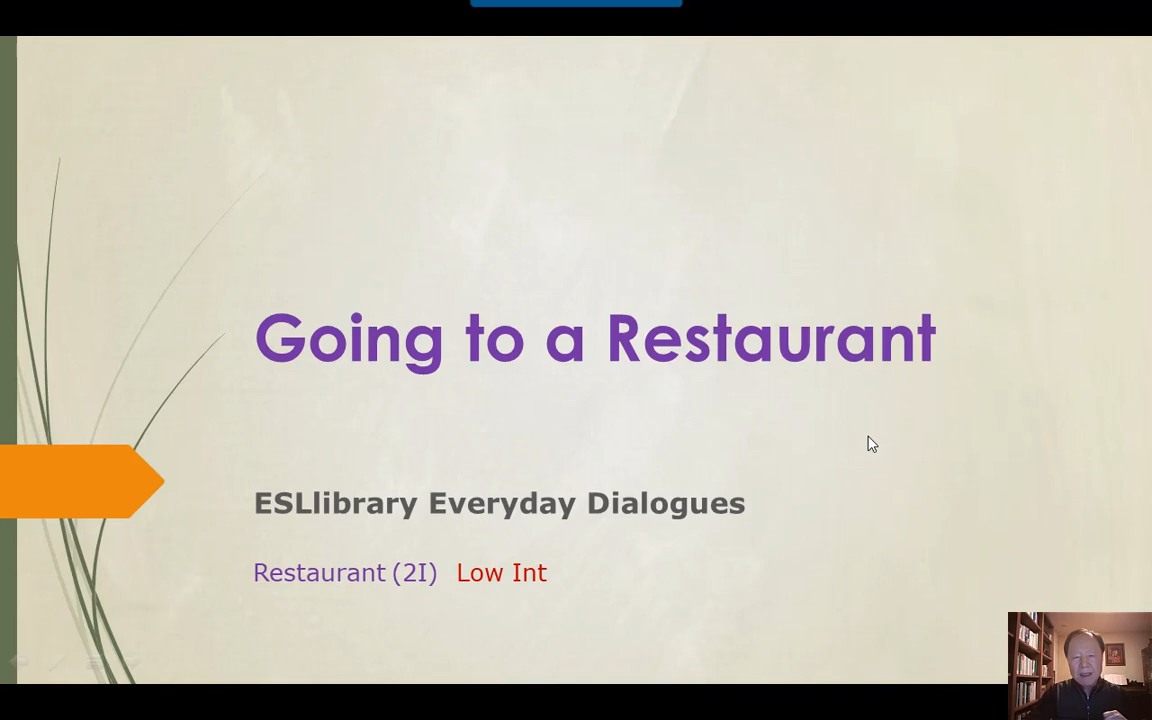 Going to a Restaurant
ESLlibrary Everyday Dialogues
Restaurant (2I) Low Int